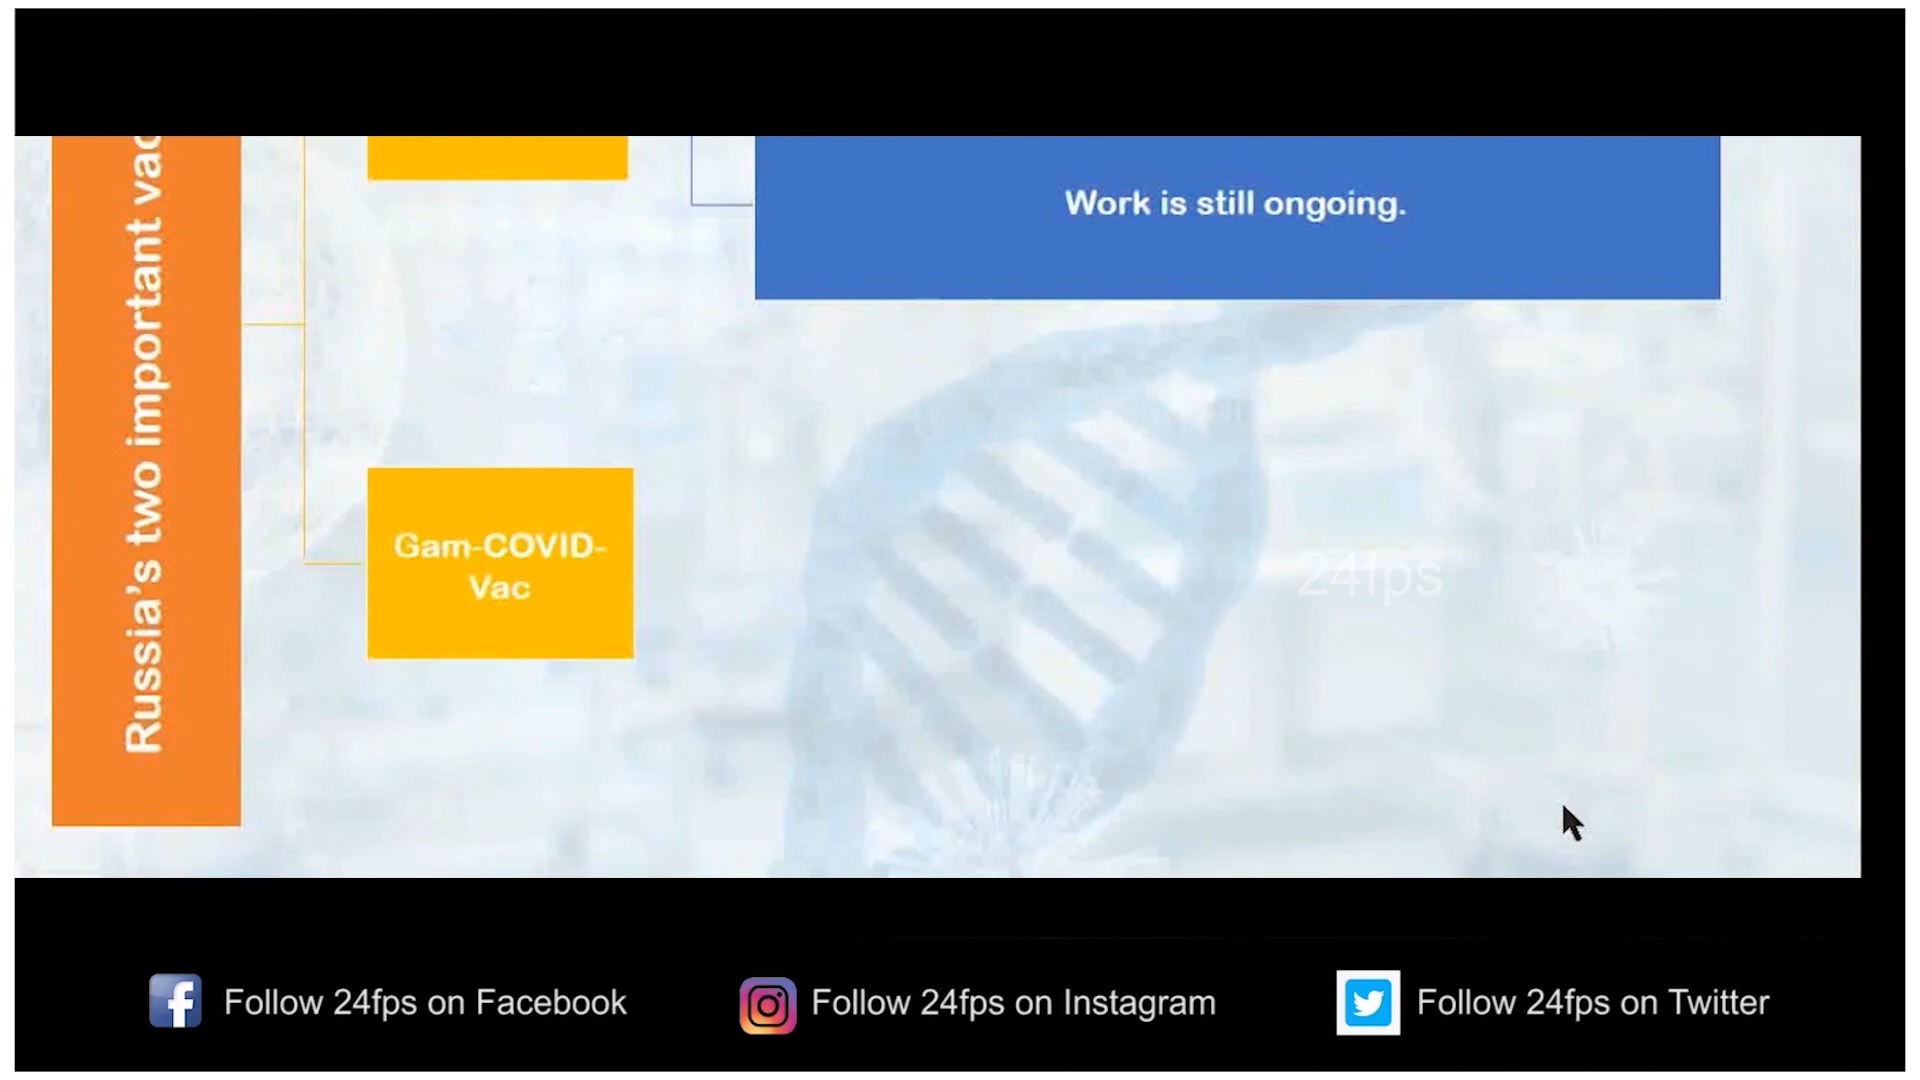 Russia's two important vac
Work is still ongoing.
Gam-COVID-
Vac
24fps
Follow 24fps on Facebook
Follow 24fps on Instagram
Follow 24fps on Twitter